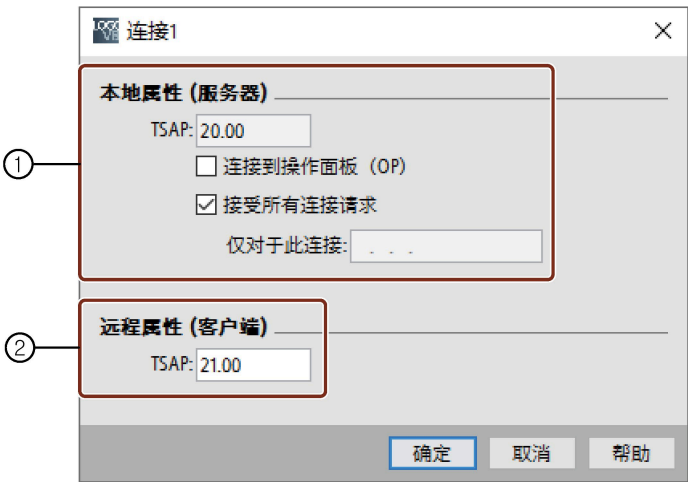 连接1
本地属性 (服务器)
TSAP: 20.00
连接到操作面板（OP）
① 接受所有连接请求
仅对于此连接: . . .
远程属性 (客户端)
② TSAP: 21.00
确定 取消 帮助